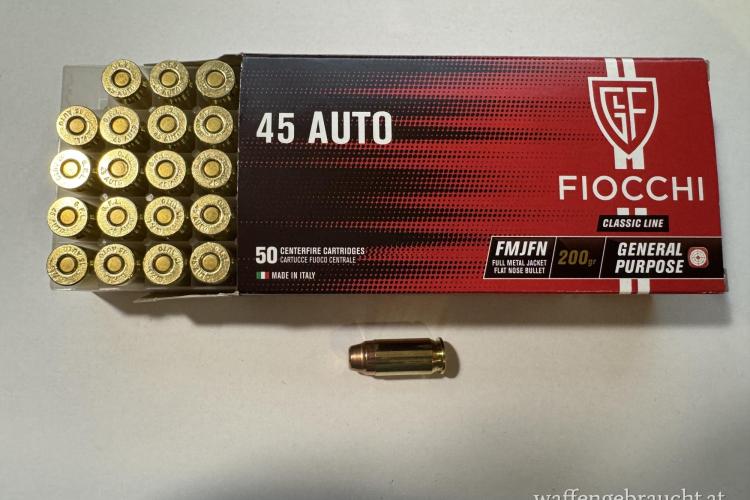 45 AUTO
GF
FIOCCHI
CLASSIC LINE
50 CENTERFIRE CARTRIDGES
CARTUCCE FUOCO CENTRALE
MADE IN ITALY
FMJFN
FULL METAL JACKET
FLAT NOSE BULLET
200gr
GENERAL
PURPOSE
waffengebraucht.at